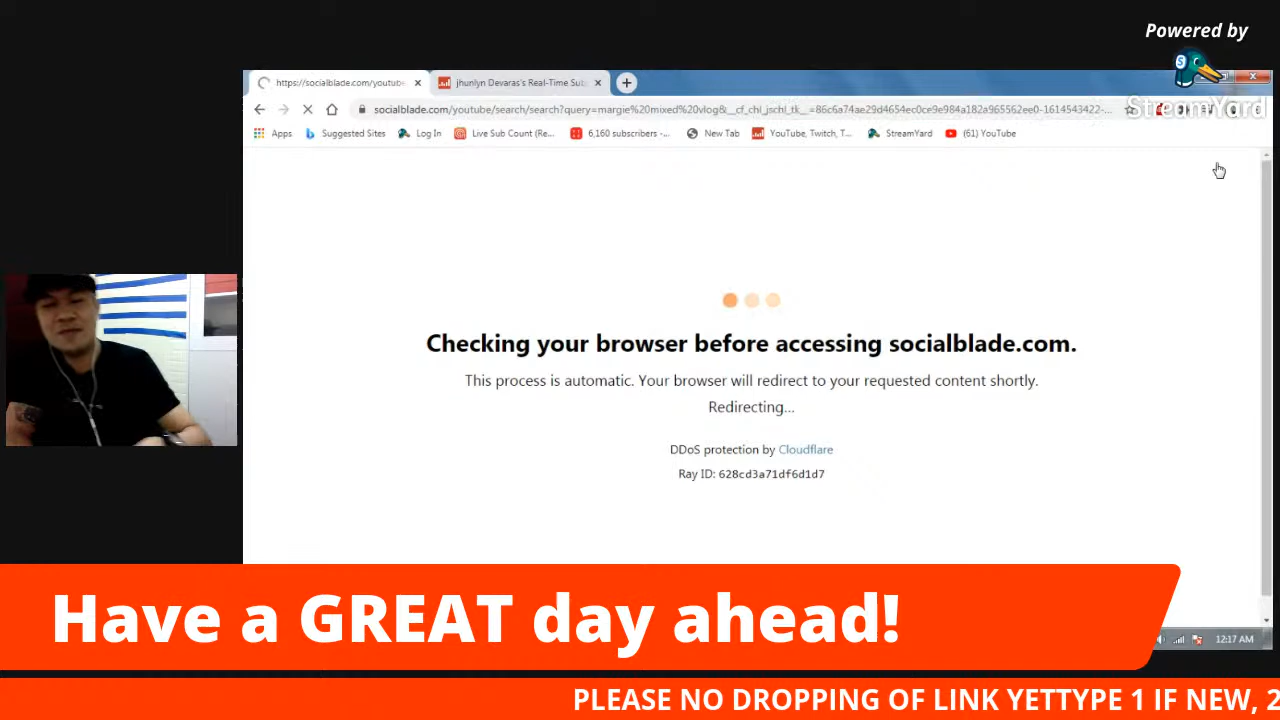 Powered by
StreamYard
https://socialblade.com/youtube
jhunlyn Devaras's Real-Time Sub
socialblade.com/youtube/search/search?query=margie%20mixed%20vlog&__cf_chl_jschl_tk__=86c6a74ae29d4654ec0ce9e984a182a965562ee0-1614543422-...
Apps Suggested Sites Log In Live Sub Count (Re... 6,160 subscribers -... New Tab YouTube, Twitch, T... StreamYard (61) YouTube
Checking your browser before accessing socialblade.com.
This process is automatic. Your browser will redirect to your requested content shortly.
Redirecting...
DDoS protection by Cloudflare
Ray ID: 628cd3a71df6d1d7
Have a GREAT day ahead!
12:17 AM
PLEASE NO DROPPING OF LINK YETTYPE 1 IF NEW, 2